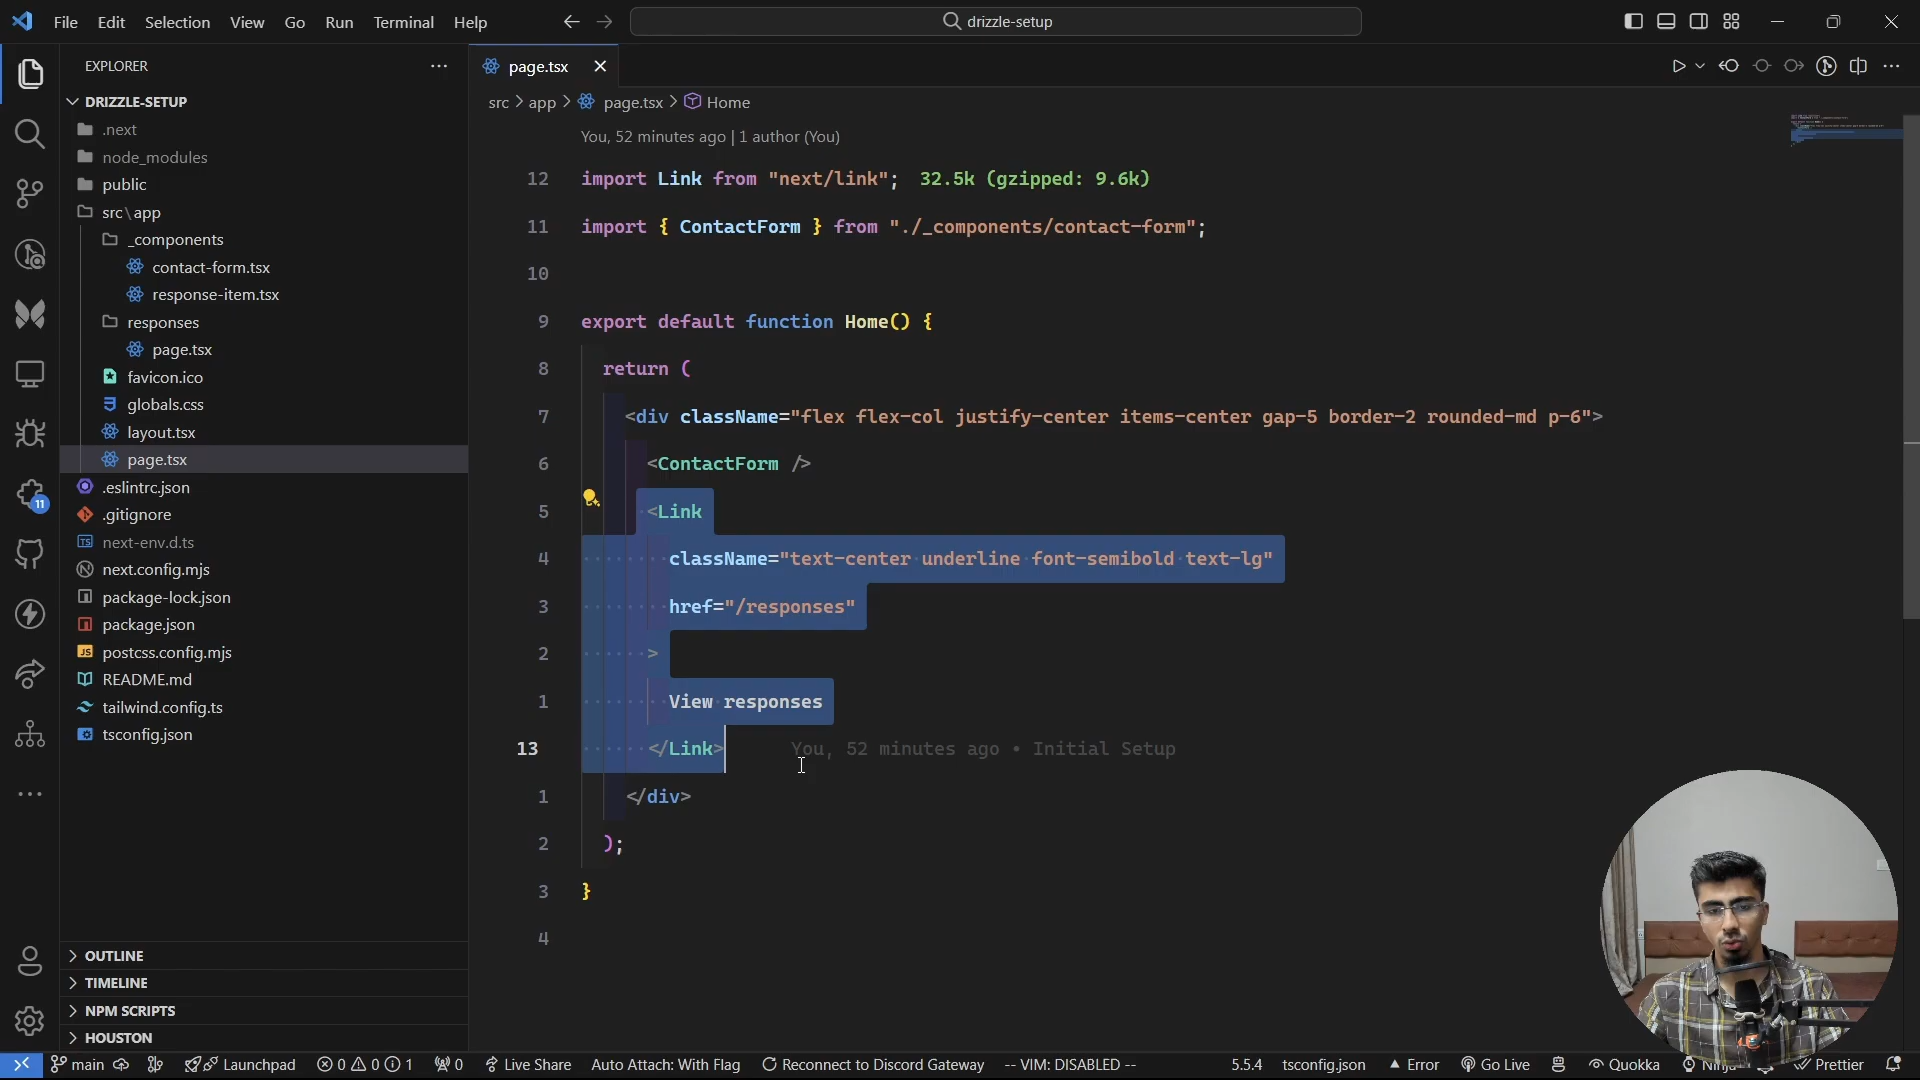 File Edit Selection View Go Run Terminal Help
drizzle-setup
EXPLORER
DRIZZLE-SETUP
.next
node_modules
public
src\app
_components
contact-form.tsx
response-item.tsx
responses
page.tsx
favicon.ico
globals.css
layout.tsx
page.tsx
.eslintrc.json
.gitignore
next-env.d.ts
next.config.mjs
package-lock.json
package.json
postcss.config.mjs
README.md
tailwind.config.ts
tsconfig.json
11
OUTLINE
TIMELINE
NPM SCRIPTS
HOUSTON
page.tsx
src > app > page.tsx > Home
You, 52 minutes ago | 1 author (You)
12 import Link from "next/link"; 32.5k (gzipped: 9.6k)
11 import { ContactForm } from "./_components/contact-form";
10
9 export default function Home() {
8 return (
7 <div className="flex flex-col justify-center items-center gap-5 border-2 rounded-md p-6">
6 <ContactForm />
5 <Link
4 className="text-center underline font-semibold text-lg"
3 href="/responses"
2 >
1 View responses
13 </Link> You, 52 minutes ago • Initial Setup
1 </div>
2 );
3 }
4
main Launchpad 0 0 1 0 Live Share Auto Attach: With Flag Reconnect to Discord Gateway -- VIM: DISABLED -- 5.5.4 tsconfig.json Error Go Live Quokka Prettier